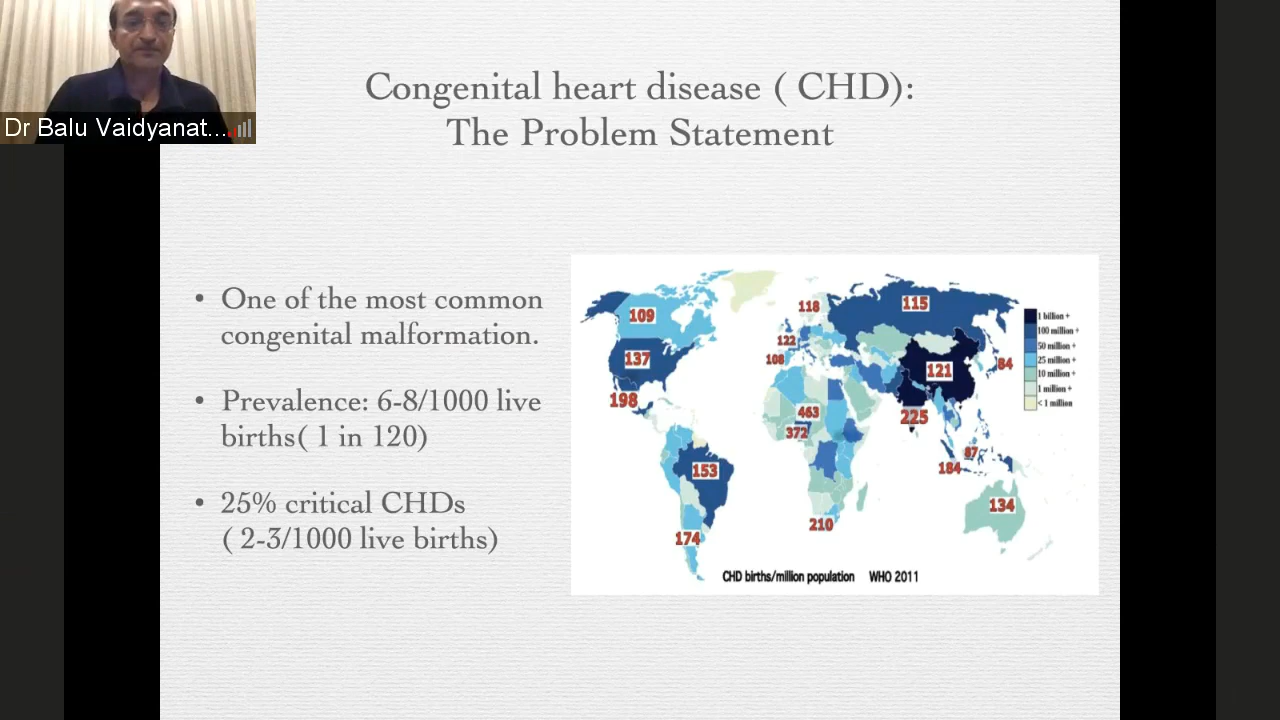 Dr Balu Vaidyanat...
Congenital heart disease ( CHD):
The Problem Statement
• One of the most common
congenital malformation.
• Prevalence: 6-8/1000 live
births( 1 in 120)
• 25% critical CHDs
( 2-3/1000 live births)
109
137
198
153
174
118
122
108
463
372
210
115
121
84
225
184
87
134
1 billion +
100 million +
50 million +
25 million +
10 million +
1 million +
< 1 million
CHD births/million population WHO 2011